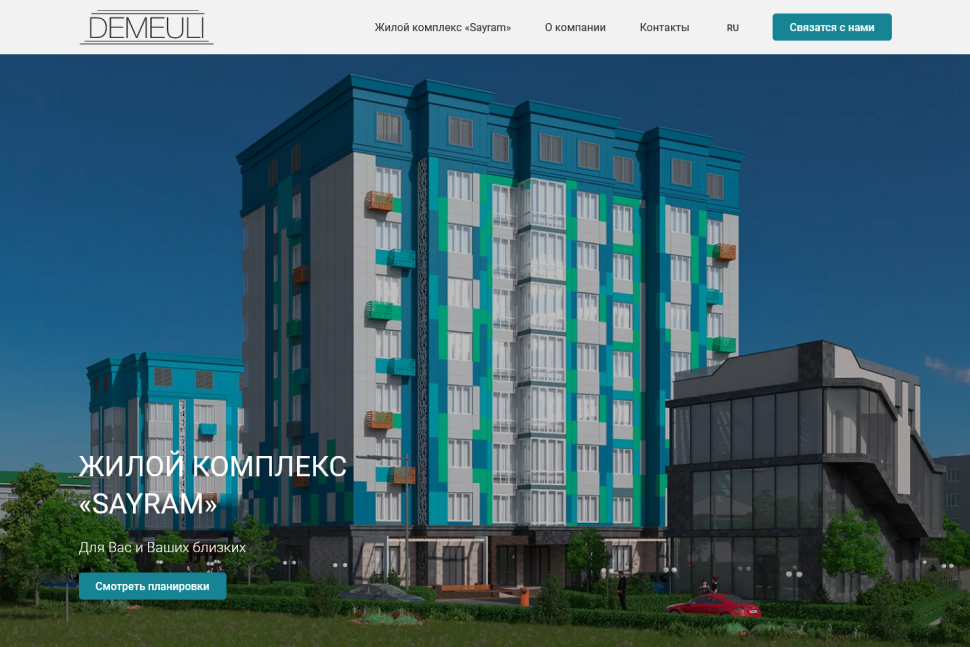 DEMEULI
Жилой комплекс «Sayram»
О компании
Контакты
RU
Связатся с нами
ЖИЛОЙ КОМПЛЕКС
«SAYRAM»
Для Вас и Ваших близких
Смотреть планировки